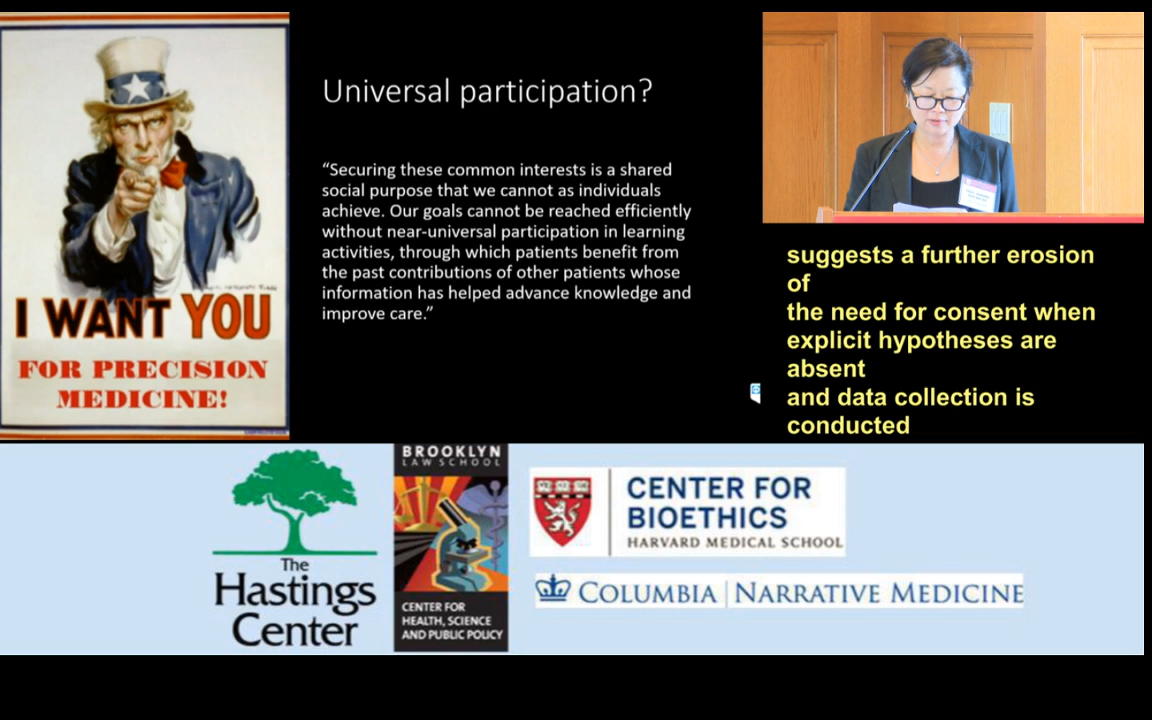 I WANT YOU
FOR PRECISION
MEDICINE!
Universal participation?
“Securing these common interests is a shared
social purpose that we cannot as individuals
achieve. Our goals cannot be reached efficiently
without near-universal participation in learning
activities, through which patients benefit from
the past contributions of other patients whose
information has helped advance knowledge and
improve care.”
suggests a further erosion
of
the need for consent when
explicit hypotheses are
absent
and data collection is
conducted
The
Hastings
Center
BROOKLYN
LAW SCHOOL
CENTER FOR
HEALTH, SCIENCE
AND PUBLIC POLICY
CENTER FOR
BIOETHICS
HARVARD MEDICAL SCHOOL
COLUMBIA | NARRATIVE MEDICINE